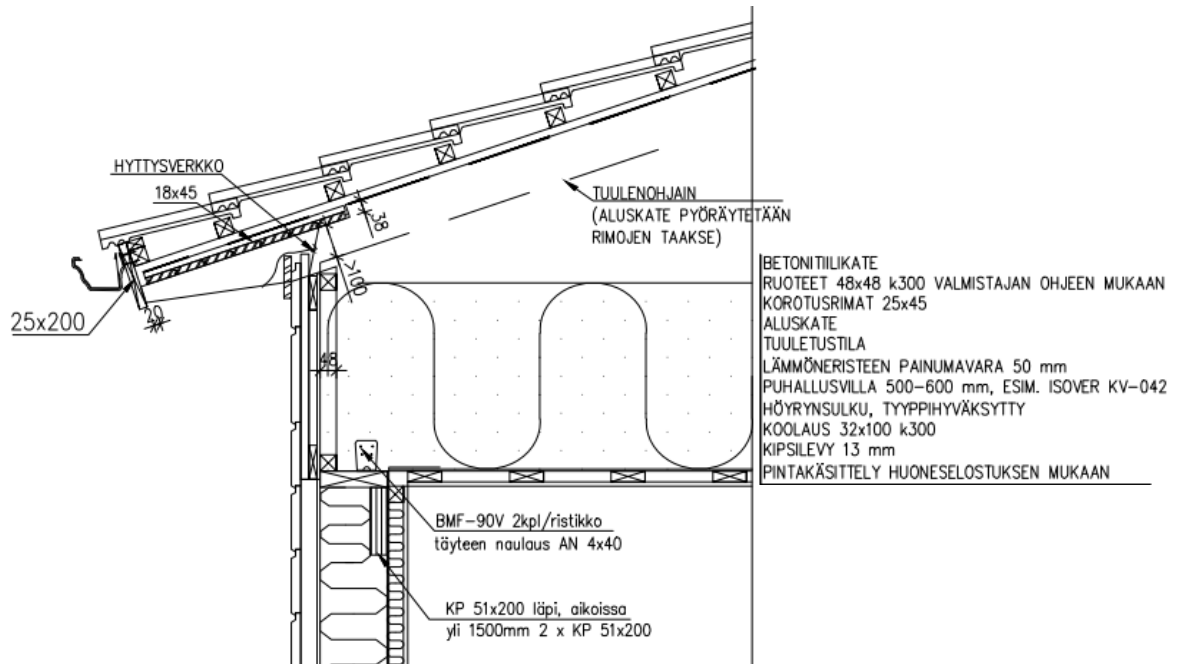 HYTTYSVERKKO
18x45
38
>100
20
25x200
48
TUULENOHJAIN
(ALUSKATE PYÖRÄYTETÄÄN
RIMOJEN TAAKSE)
BETONITIILIKATE
RUOTEET 48x48 k300 VALMISTAJAN OHJEEN MUKAAN
KOROTUSRIMAT 25x45
ALUSKATE
TUULETUSTILA
LÄMMÖNERISTEEN PAINUMAVARA 50 mm
PUHALLUSVILLA 500-600 mm, ESIM. ISOVER KV-042
HÖYRYNSULKU, TYYPPIHYVÄKSYTTY
KOOLAUS 32x100 k300
KIPSILEVY 13 mm
PINTAKÄSITTELY HUONESELOSTUKSEN MUKAAN
BMF-90V 2kpl/ristikko
täyteen naulaus AN 4x40
KP 51x200 läpi, aikoissa
yli 1500mm 2 x KP 51x200